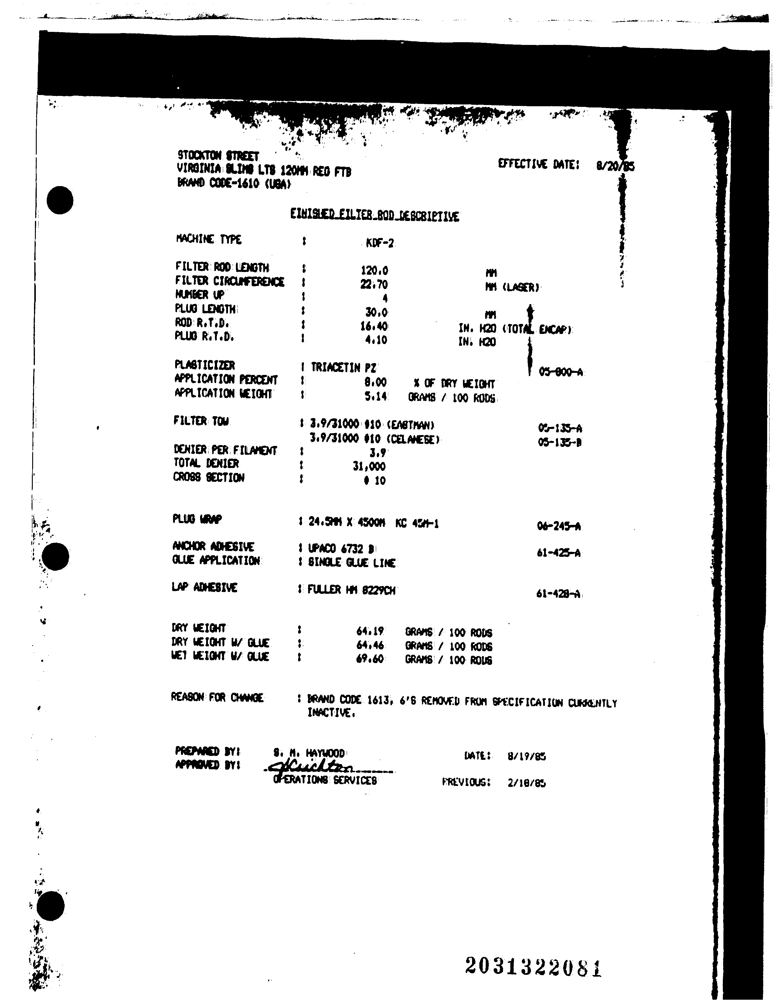 STOCKTON STREET
VIRGINIA SLIMS LTS 120MM REG FTB
BRAND CODE-1610 (USA)
EFFECTIVE DATE: 8/20/85
FINISHED FILTER ROD DESCRIPTIVE
MACHINE TYPE : KDF-2
FILTER ROD LENGTH : 120.0 MM
FILTER CIRCUMFERENCE : 22.70 MM (LASER)
NUMBER UP : 4
PLUG LENGTH : 30.0 MM
ROD R.T.D. : 16.40 IN. H2O (TOTAL ENCAP)
PLUG R.T.D. : 4.10 IN. H2O
PLASTICIZER : TRIACETIN PZ 05-800-A
APPLICATION PERCENT : 8.00 % OF DRY WEIGHT
APPLICATION WEIGHT : 5.14 GRAMS / 100 RODS
FILTER TOW : 3.9/31000 #10 (EASTMAN) 05-135-A
3.9/31000 #10 (CELANESE) 05-135-B
DENIER PER FILAMENT : 3.9
TOTAL DENIER : 31,000
CROSS SECTION : # 10
PLUG WRAP : 24.5MM X 4500M KC 45M-1 06-245-A
ANCHOR ADHESIVE : UPACO 6732 B 61-425-A
GLUE APPLICATION : SINGLE GLUE LINE
LAP ADHESIVE : FULLER HM 8229CH 61-428-A
DRY WEIGHT : 64.19 GRAMS / 100 RODS
DRY WEIGHT W/ GLUE : 64.46 GRAMS / 100 RODS
WET WEIGHT W/ GLUE : 69.60 GRAMS / 100 RODS
REASON FOR CHANGE : BRAND CODE 1613, 6'S REMOVED FROM SPECIFICATION CURRENTLY
INACTIVE.
PREPARED BY: S. M. HAYWOOD DATE: 8/19/85
APPROVED BY:
OPERATIONS SERVICES PREVIOUS: 2/18/85
2031322081